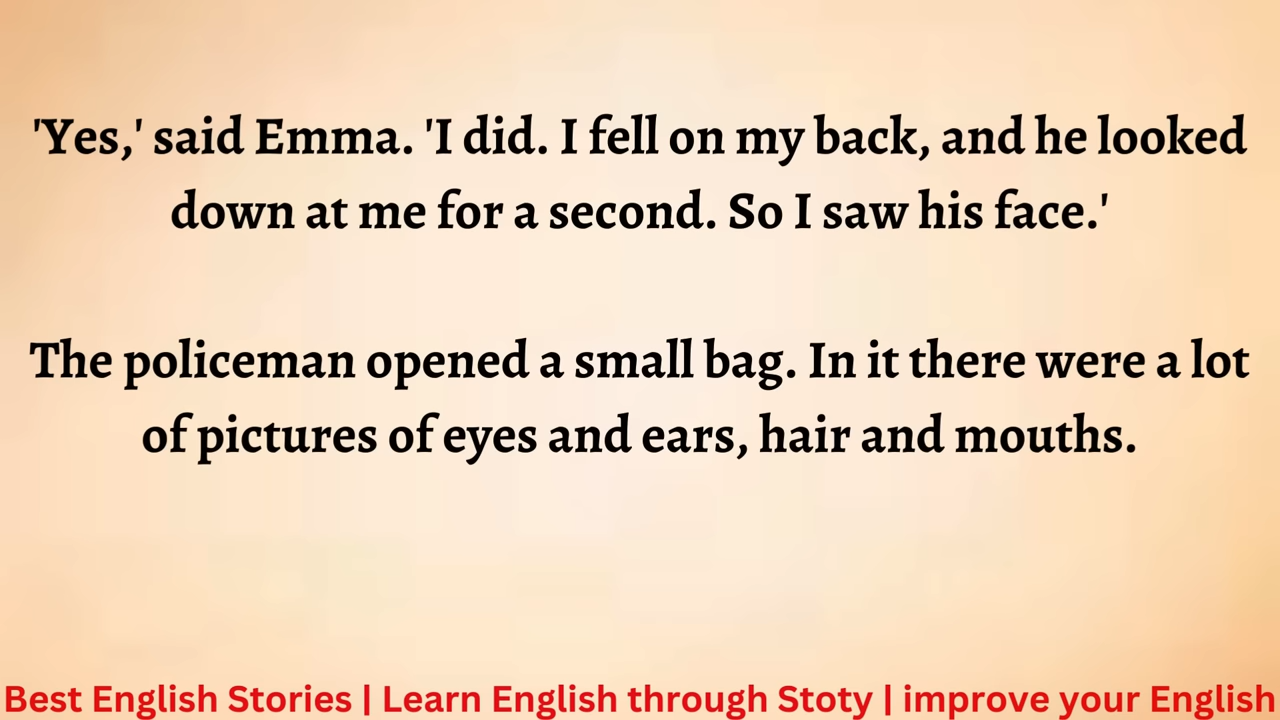 'Yes,' said Emma. 'I did. I fell on my back, and he looked
down at me for a second. So I saw his face.'
The policeman opened a small bag. In it there were a lot
of pictures of eyes and ears, hair and mouths.
Best English Stories | Learn English through Stoty | improve your English